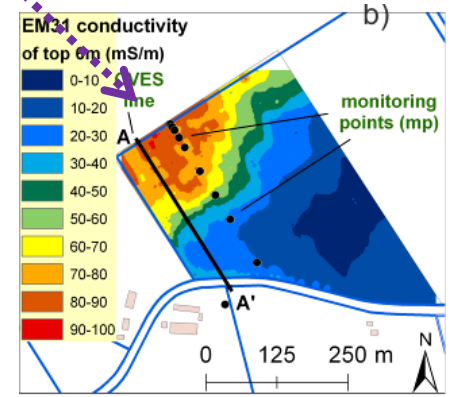 b)
EM31 conductivity
of top 6m (mS/m)
0-10
10-20
20-30
30-40
40-50
50-60
60-70
70-80
80-90
90-100
line
A
monitoring
points (mp)
A'
N
0 125 250 m